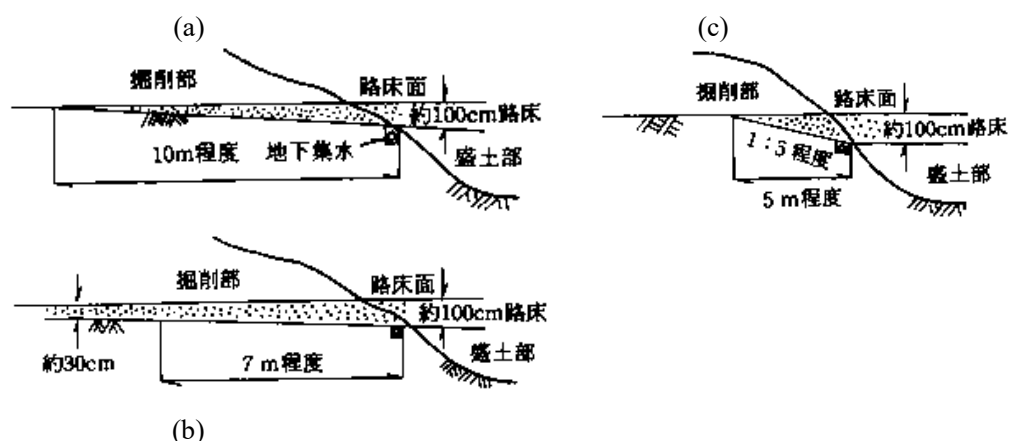 (a)
掘削部
路床面
約100cm路床
10m程度
地下集水
盛土部
(c)
掘削部
路床面
約100cm路床
1:5程度
盛土部
5m程度
掘削部
路床面
約100cm路床
約30cm
7m程度
盛土部
(b)